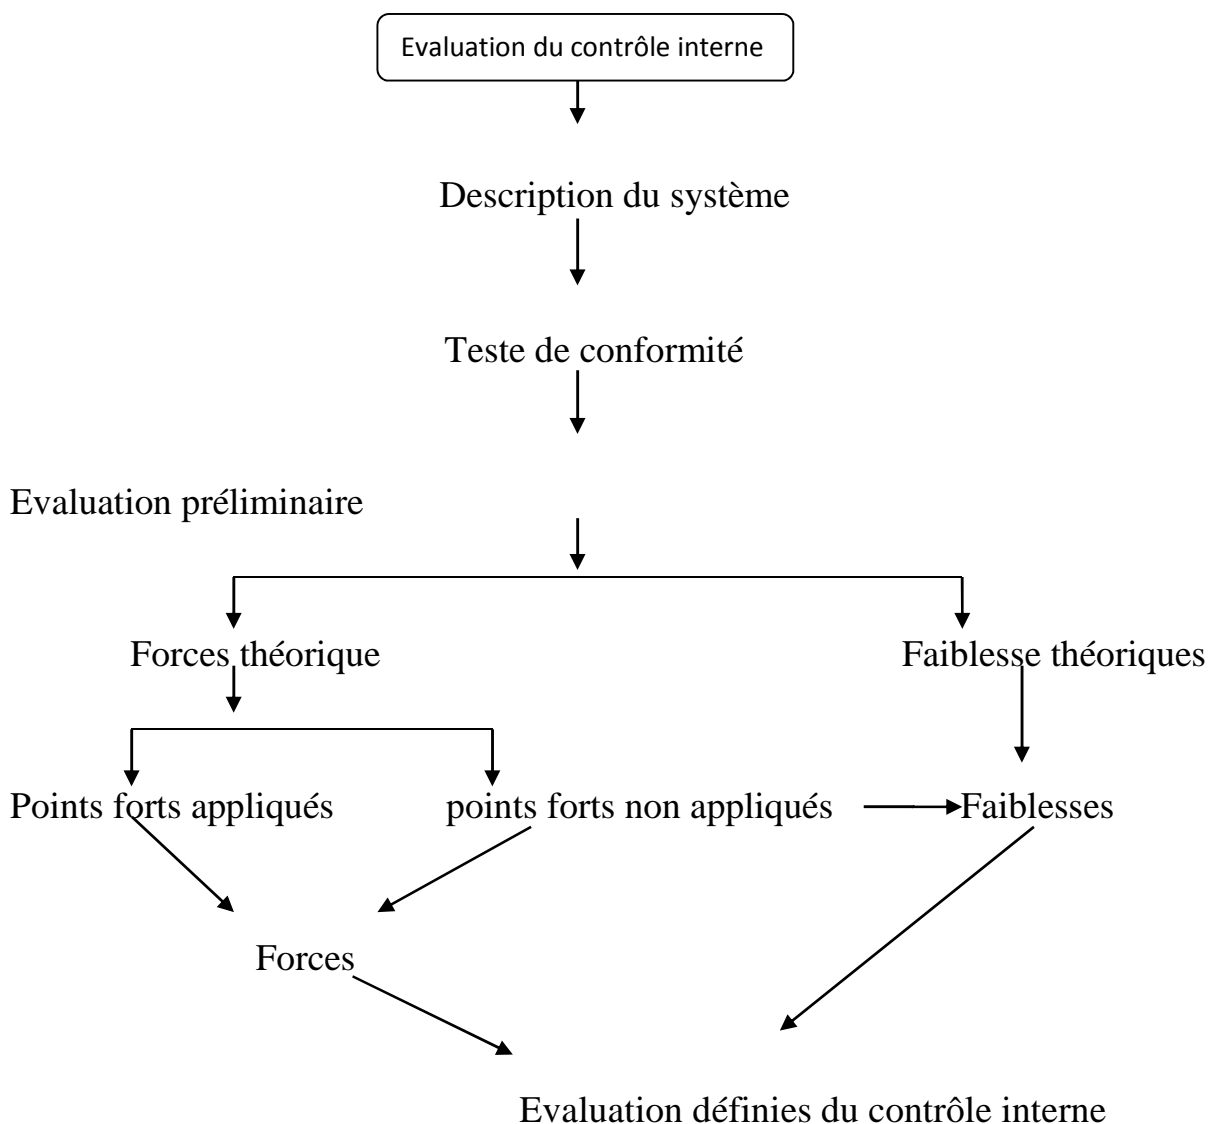 Evaluation du contrôle interne
Description du système
Teste de conformité
Evaluation préliminaire
Forces théorique Faiblesse théoriques
Points forts appliqués points forts non appliqués Faiblesses
Forces
Evaluation définies du contrôle interne